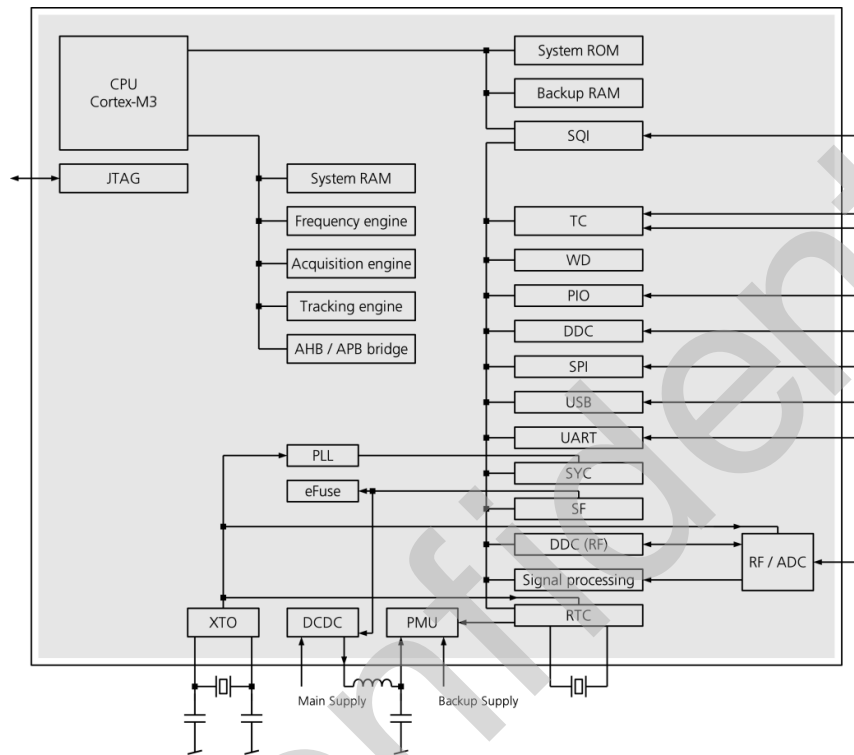 CPU
Cortex-M3
System ROM
Backup RAM
SQI
JTAG
System RAM
Frequency engine
Acquisition engine
Tracking engine
AHB / APB bridge
TC
WD
PIO
DDC
SPI
USB
UART
PLL
SYC
eFuse
SF
DDC (RF)
RF / ADC
Signal processing
XTO
DCDC
PMU
RTC
Main Supply
Backup Supply
onfident